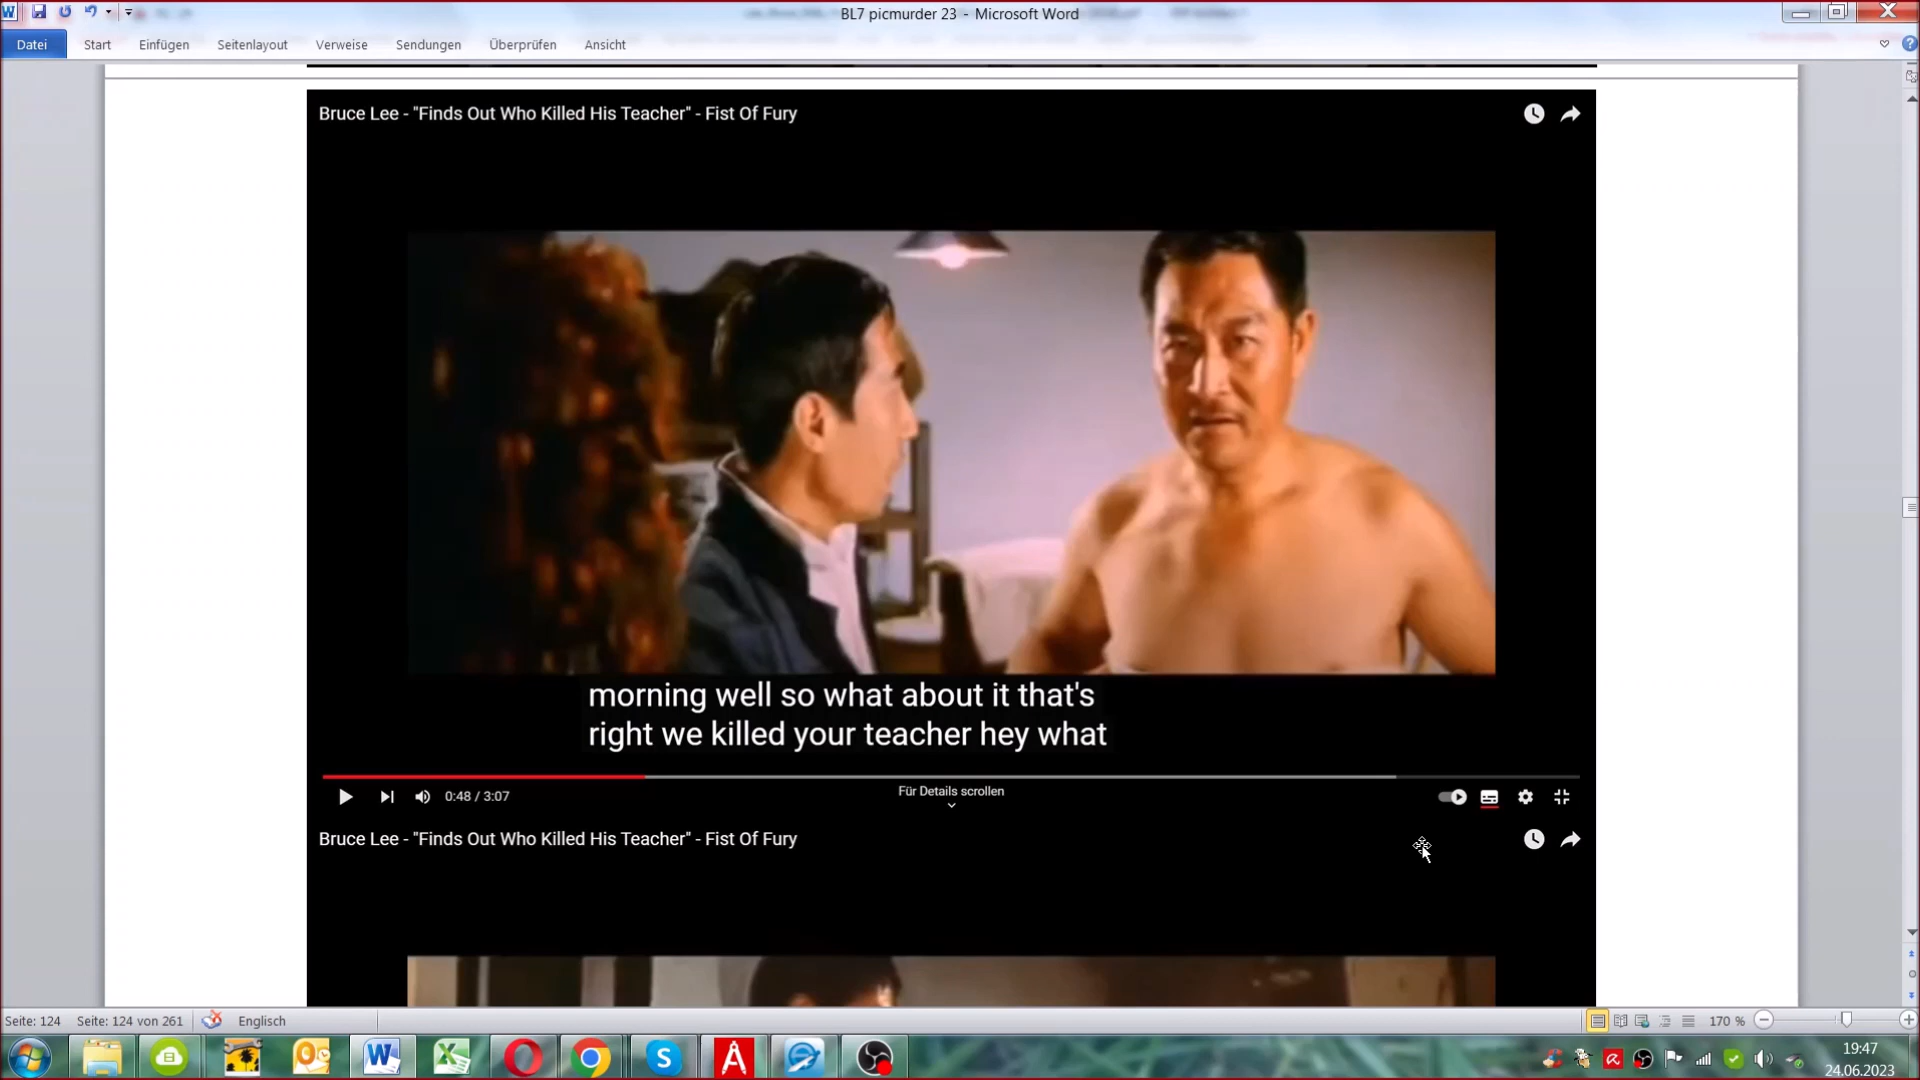 BL7 picmurder 23 - Microsoft Word
Datei Start Einfügen Seitenlayout Verweise Sendungen Überprüfen Ansicht
Bruce Lee - "Finds Out Who Killed His Teacher" - Fist Of Fury
morning well so what about it that's
right we killed your teacher hey what
0:48 / 3:07
Für Details scrollen
Bruce Lee - "Finds Out Who Killed His Teacher" - Fist Of Fury
Seite: 124 Seite: 124 von 261 Englisch 170 %
19:47
24.06.2023